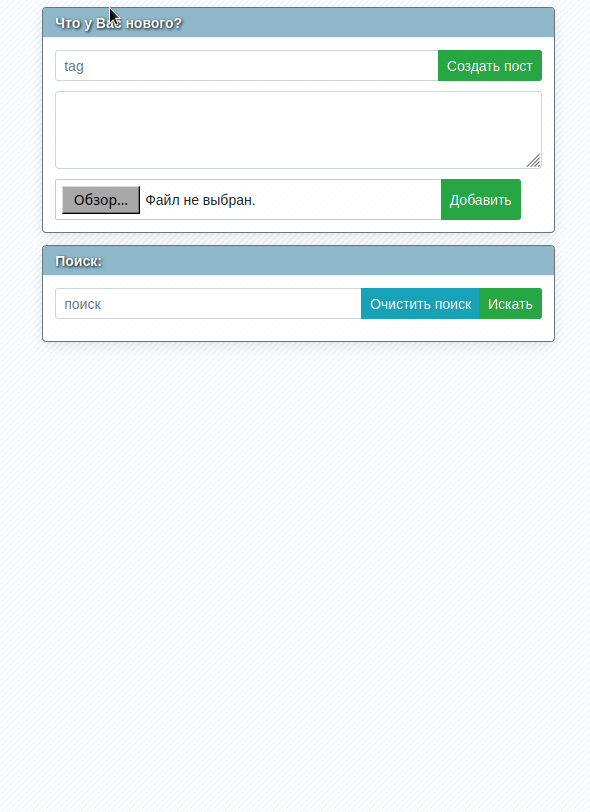 Что у Вас нового?
tag Создать пост
Обзор... Файл не выбран. Добавить
Поиск:
поиск Очистить поиск Искать